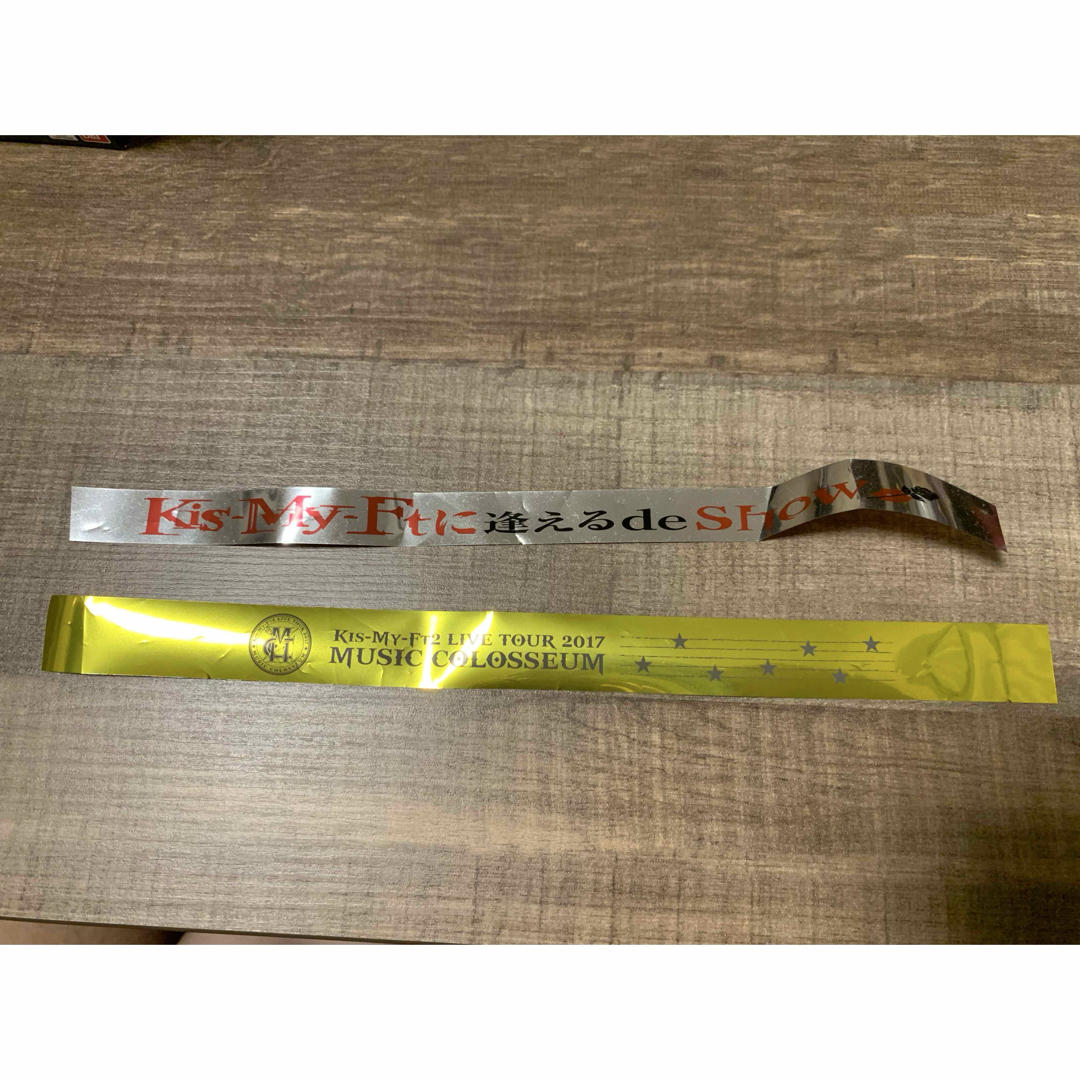 Kis-My-Ftに逢えるde Show
KIS-MY-FT2 LIVE TOUR 2017
MUSIC COLOSSEUM